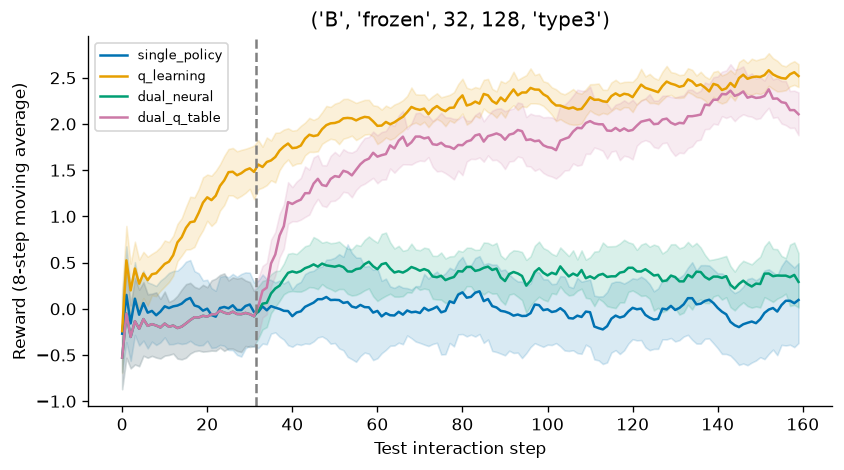 ('B', 'frozen', 32, 128, 'type3')
single_policy
q_learning
dual_neural
dual_q_table
Reward (8-step moving average)
2.5
2.0
1.5
1.0
0.5
0.0
−0.5
−1.0
0 20 40 60 80 100 120 140 160
Test interaction step